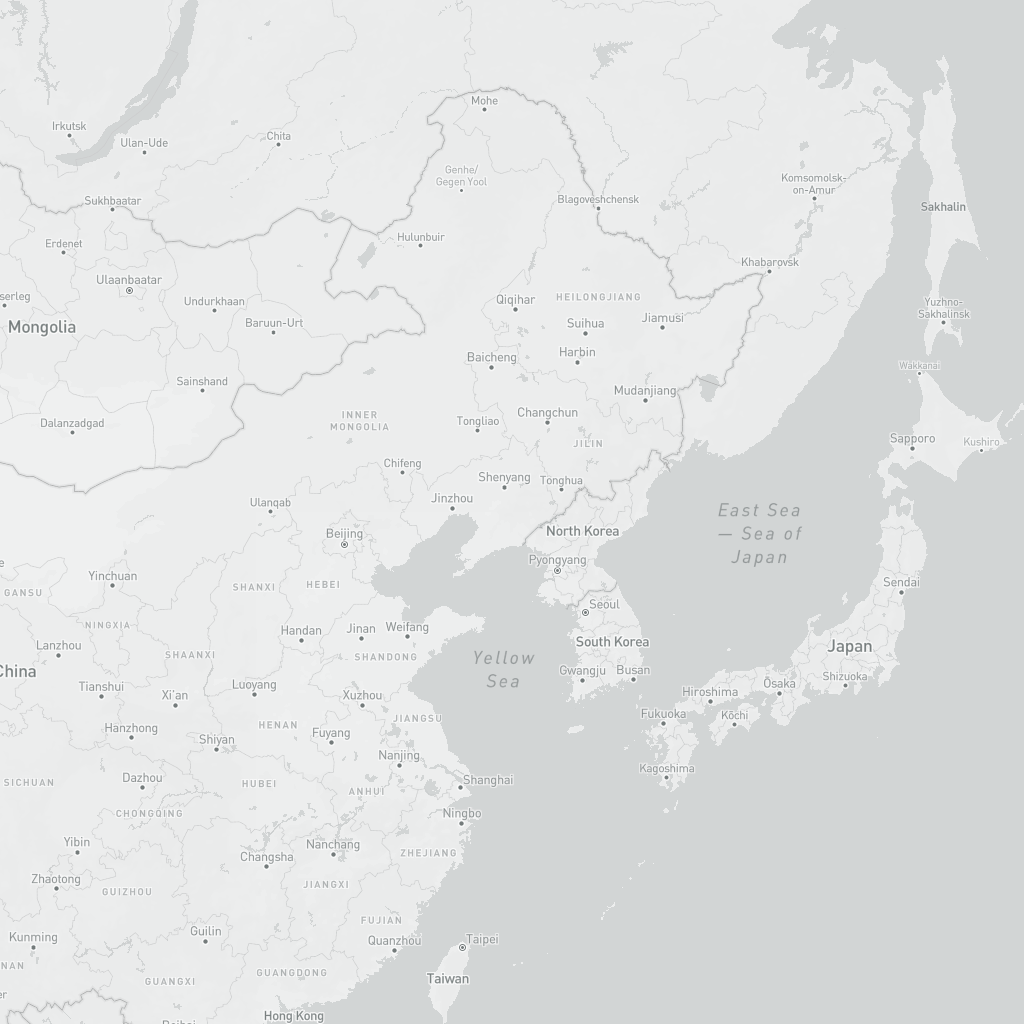 Mohe
Irkutsk
Chita
Ulan-Ude
Genhe/
Gegen Yool
Komsomolsk-
on-Amur
Sukhbaatar
Blagoveshchensk
Sakhalin
Hulunbuir
Erdenet
Khabarovsk
Ulaanbaatar
serleg
Undurkhaan
Qiqihar
HEILONGJIANG
Yuzhno-
Sakhalinsk
Mongolia
Baruun-Urt
Suihua
Jiamusi
Baicheng
Harbin
Wakkanai
Sainshand
Mudanjiang
INNER
MONGOLIA
Dalanzadgad
Tongliao
Changchun
JILIN
Sapporo
Kushiro
Chifeng
Shenyang
Tonghua
Jinzhou
Ulanqab
East Sea
— Sea of
Japan
Beijing
North Korea
Pyongyang
Yinchuan
GANSU
SHANXI
HEBEI
Sendai
Seoul
NINGXIA
Handan
Jinan
Weifang
South Korea
Lanzhou
SHAANXI
SHANDONG
Yellow
Sea
Japan
China
Gwangju
Busan
Shizuoka
Tianshui
Xi'an
Luoyang
Xuzhou
Hiroshima
Ōsaka
Fukuoka
Kōchi
JIANGSU
Hanzhong
Shiyan
HENAN
Fuyang
Nanjing
Kagoshima
SICHUAN
Dazhou
HUBEI
ANHUI
Shanghai
CHONGQING
Ningbo
Yibin
Changsha
Nanchang
ZHEJIANG
Zhaotong
GUIZHOU
JIANGXI
FUJIAN
Kunming
Guilin
Quanzhou
Taipei
NAN
GUANGXI
GUANGDONG
Taiwan
Hong Kong